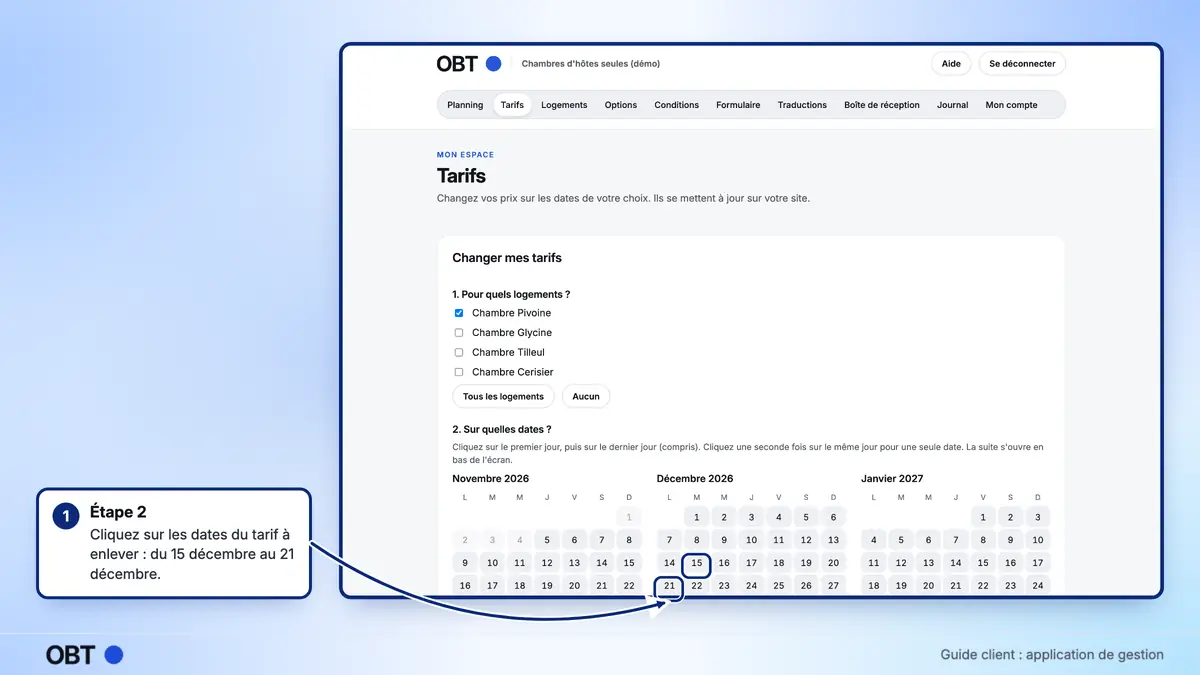 OBT
Chambres d'hôtes seules (démo)
Aide
Se déconnecter
Planning
Tarifs
Logements
Options
Conditions
Formulaire
Traductions
Boîte de réception
Journal
Mon compte
MON ESPACE
Tarifs
Changez vos prix sur les dates de votre choix. Ils se mettent à jour sur votre site.
Changer mes tarifs
1. Pour quels logements ?
Chambre Pivoine
Chambre Glycine
Chambre Tilleul
Chambre Cerisier
Tous les logements
Aucun
2. Sur quelles dates ?
Cliquez sur le premier jour, puis sur le dernier jour (compris). Cliquez une seconde fois sur le même jour pour une seule date. La suite s'ouvre en
bas de l'écran.
Novembre 2026
L M M J V S D
1
2 3 4 5 6 7 8
9 10 11 12 13 14 15
16 17 18 19 20 21 22
Décembre 2026
L M M J V S D
1 2 3 4 5 6
7 8 9 10 11 12 13
14 15 16 17 18 19 20
21 22 23 24 25 26 27
Janvier 2027
L M M J V S D
1 2 3
4 5 6 7 8 9 10
11 12 13 14 15 16 17
18 19 20 21 22 23 24
1
Étape 2
Cliquez sur les dates du tarif à
enlever : du 15 décembre au 21
décembre.
OBT
Guide client : application de gestion